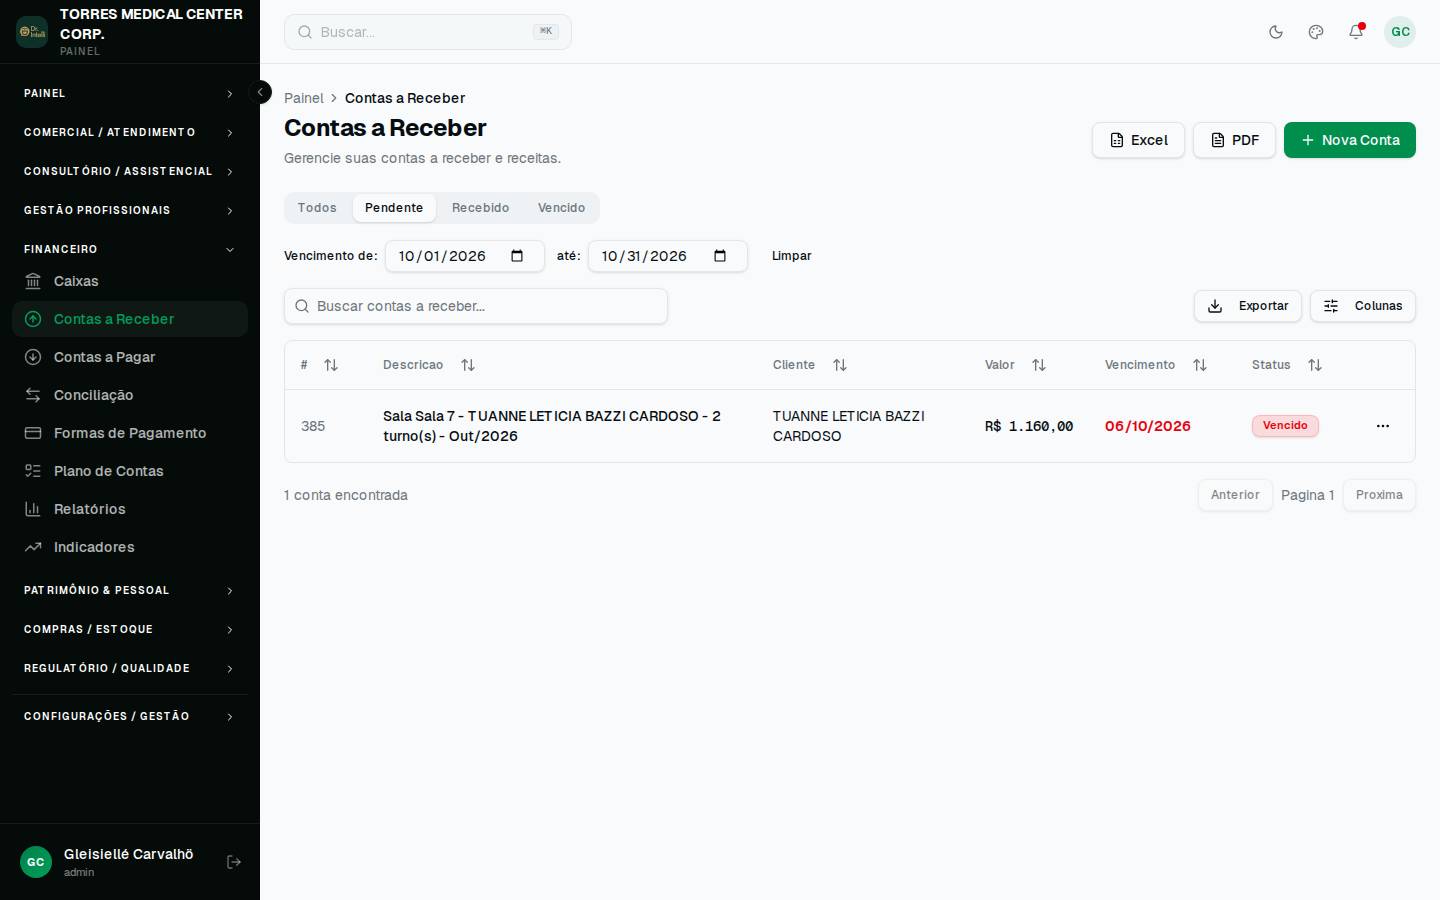 TORRES MEDICAL CENTER
CORP.
PAINEL
Dr.
Intelli
PAINEL
COMERCIAL / ATENDIMENTO
CONSULTÓRIO / ASSISTENCIAL
GESTÃO PROFISSIONAIS
FINANCEIRO
Caixas
Contas a Receber
Contas a Pagar
Conciliação
Formas de Pagamento
Plano de Contas
Relatórios
Indicadores
PATRIMÔNIO & PESSOAL
COMPRAS / ESTOQUE
REGULATÓRIO / QUALIDADE
CONFIGURAÇÕES / GESTÃO
GC
Gleisiellé Carvalhö
admin
Buscar...
⌘K
GC
Painel
Contas a Receber
Contas a Receber
Gerencie suas contas a receber e receitas.
Excel
PDF
Nova Conta
Todos
Pendente
Recebido
Vencido
Vencimento de:
10/01/2026
até:
10/31/2026
Limpar
Buscar contas a receber...
Exportar
Colunas
#
Descricao
Cliente
Valor
Vencimento
Status
385
Sala Sala 7 - TUANNE LETICIA BAZZI CARDOSO - 2
turno(s) - Out/2026
TUANNE LETICIA BAZZI
CARDOSO
R$ 1.160,00
06/10/2026
Vencido
1 conta encontrada
Anterior
Pagina 1
Proxima